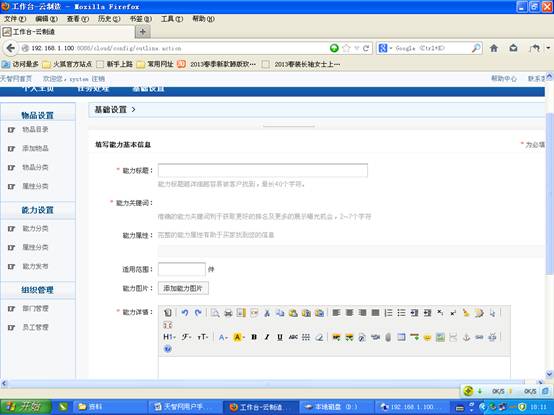 工作台-云制造 - Mozilla Firefox
文件(F) 编辑(E) 查看(V) 历史(S) 书签(B) 工具(T) 帮助(H)
工作台-云制造
192.168.1.100:8088/cloud/config/outline.action
Google (Ctrl+K)
访问最多 火狐官方站点 新手上路 常用网址 2013春季新款韩版欧… 2013春装长袖女士上…
天智网首页 欢迎您,system 注销 帮助中心 联系客
个人主页 任务处理 基础设置
物品设置
物品目录
添加物品
物品分类
属性分类
能力设置
能力分类
属性分类
能力发布
组织管理
部门管理
员工管理
基础设置 >
填写能力基本信息 * 为必填
* 能力标题:
能力标题越详细越容易被客户找到,最长40个字符。
* 能力关键词:
准确的能力关键词利于获取更好的排名及更多的展示曝光机会,2~7个字符
能力属性: 范围的能力属性有助于买家找到您的信息
适用范围: 件
能力图片: 添加能力图片
* 能力详情:
H1 F тT A A B I U ABC
0K/S 0K/S
开始 资料 天智网用户手… 工作台-云制造… 本地磁盘 (D:) 192.168.1.100… 18:11